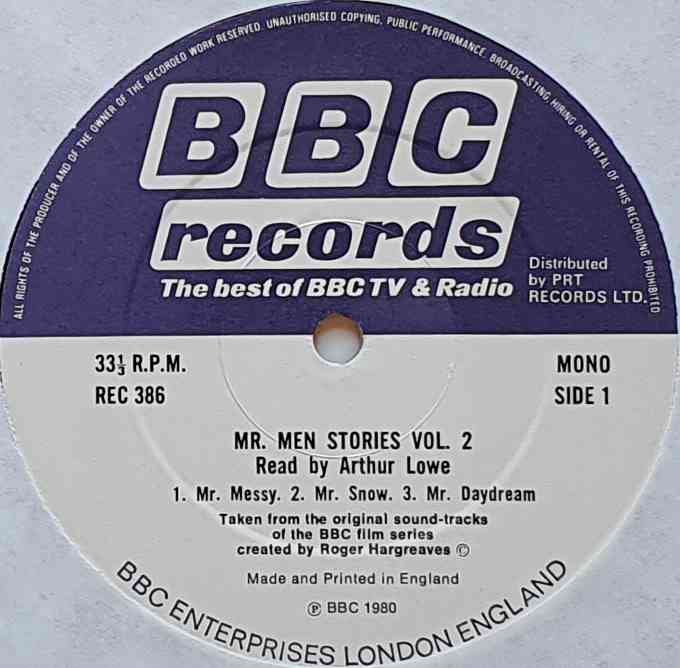 ALL RIGHTS OF THE PRODUCER AND OF THE OWNER OF THE RECORDED WORK RESERVED. UNAUTHORISED COPYING, PUBLIC PERFORMANCE, BROADCASTING, HIRING OR RENTAL OF THIS RECORDING PROHIBITED
BBC
records
The best of BBC TV & Radio
Distributed
by PRT
RECORDS LTD.
33⅓ R.P.M.
REC 386
MONO
SIDE 1
MR. MEN STORIES VOL. 2
Read by Arthur Lowe
1. Mr. Messy. 2. Mr. Snow. 3. Mr. Daydream
Taken from the original sound-tracks
of the BBC film series
created by Roger Hargreaves ©
Made and Printed in England
℗ BBC 1980
BBC ENTERPRISES LONDON ENGLAND